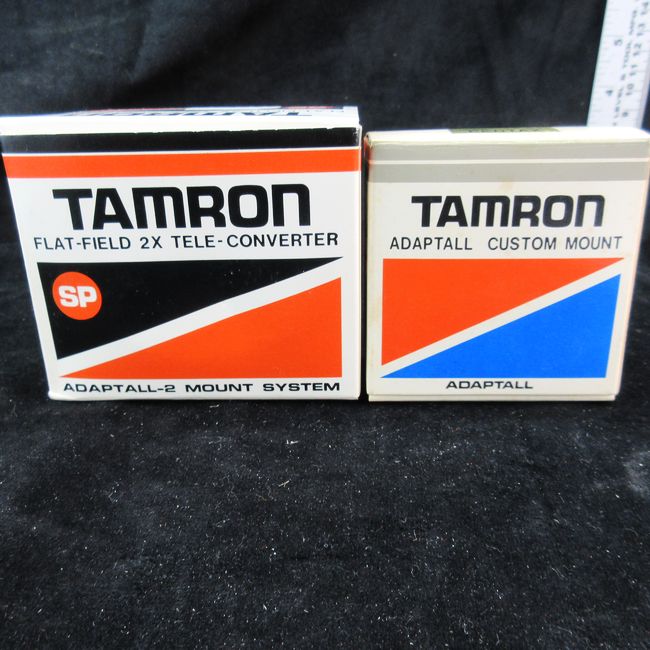 TAMRON
FLAT-FIELD 2X TELE-CONVERTER
SP
ADAPTALL-2 MOUNT SYSTEM
TAMRON
ADAPTALL CUSTOM MOUNT
ADAPTALL